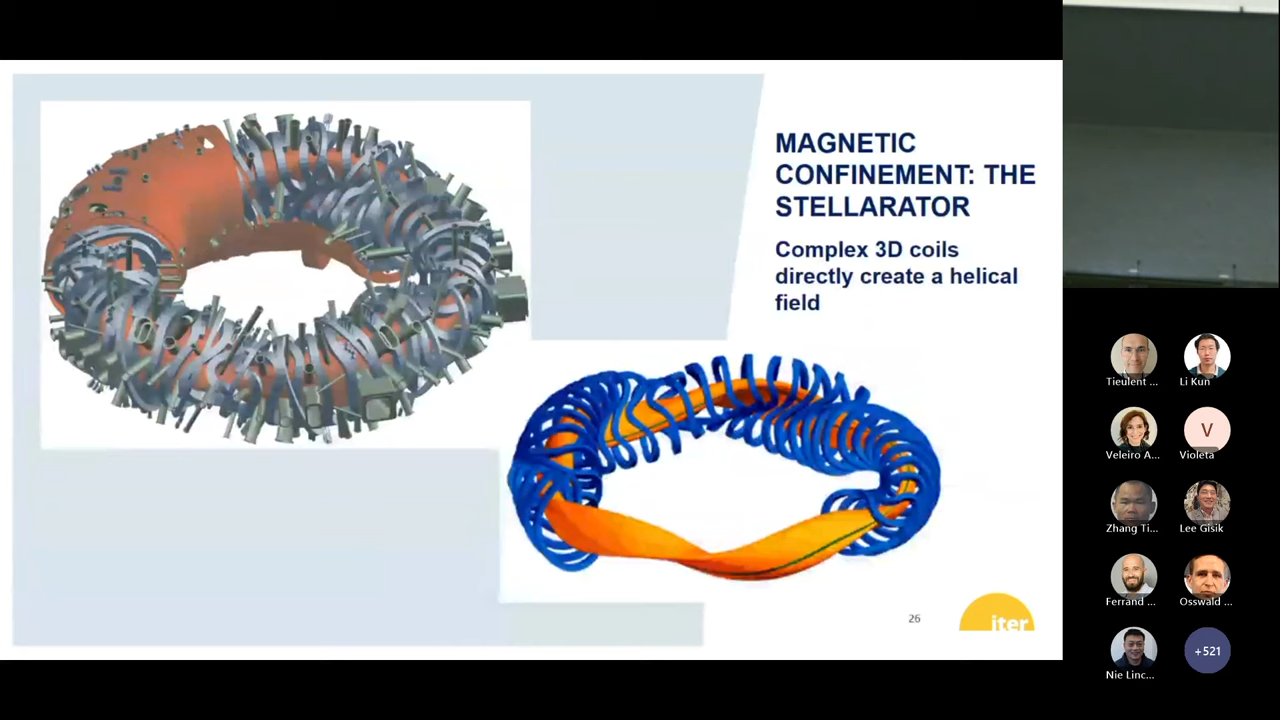 MAGNETIC
CONFINEMENT: THE
STELLARATOR
Complex 3D coils
directly create a helical
field
26
iter
Tieulent ...
Li Kun
Veleiro A...
V
Violeta
Zhang Ti...
Lee Gisik
Ferrand ...
Osswald ...
Nie Linc...
+521